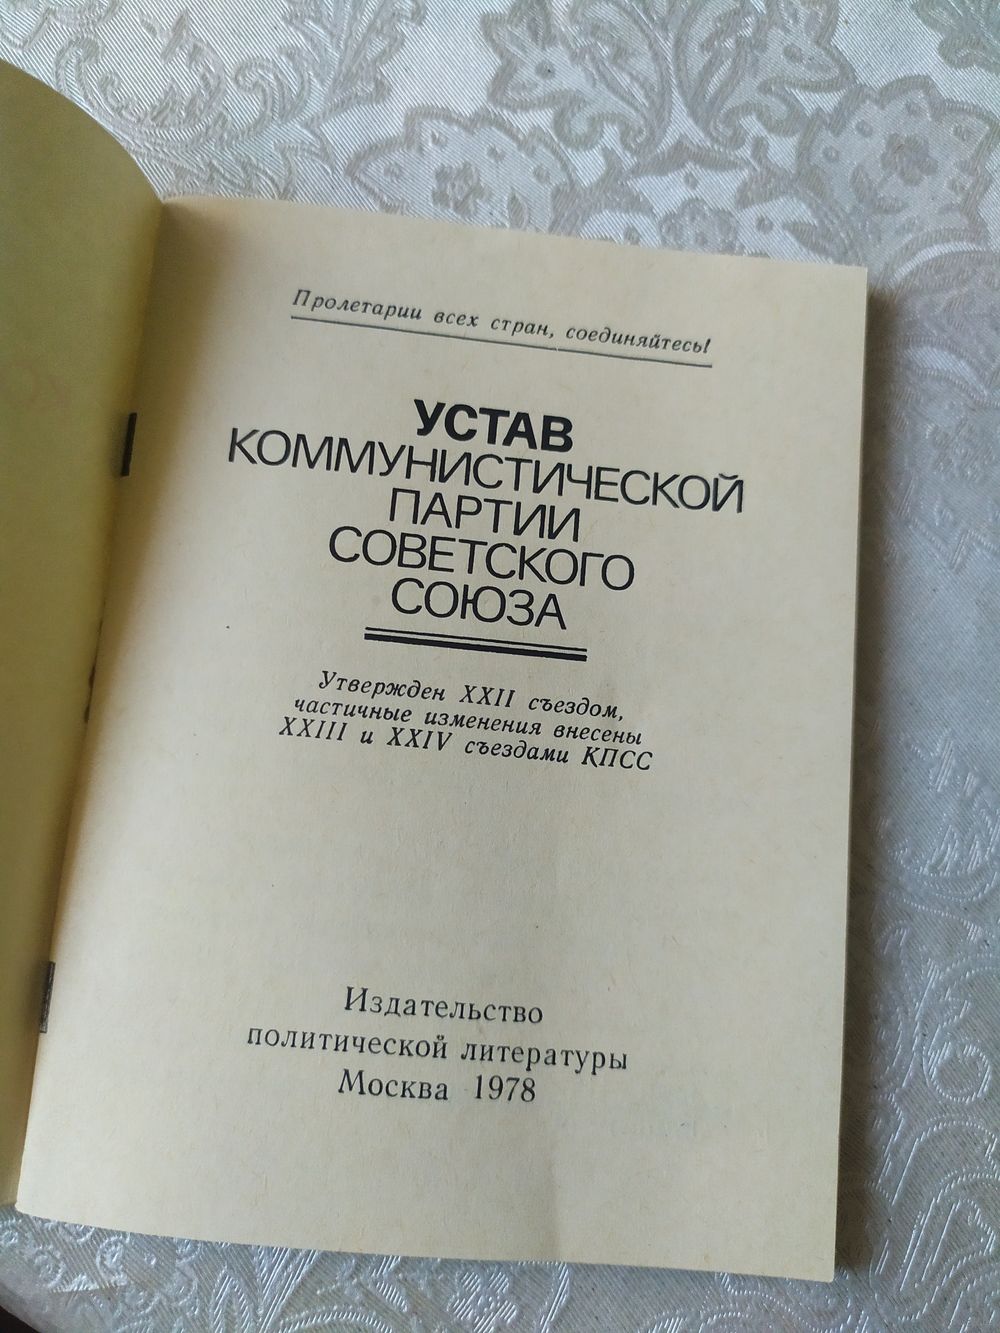 Пролетарии всех стран, соединяйтесь!
УСТАВ
КОММУНИСТИЧЕСКОЙ
ПАРТИИ
СОВЕТСКОГО
СОЮЗА
Утвержден XXII съездом,
частичные изменения внесены
XXIII и XXIV съездами КПСС
Издательство
политической литературы
Москва 1978